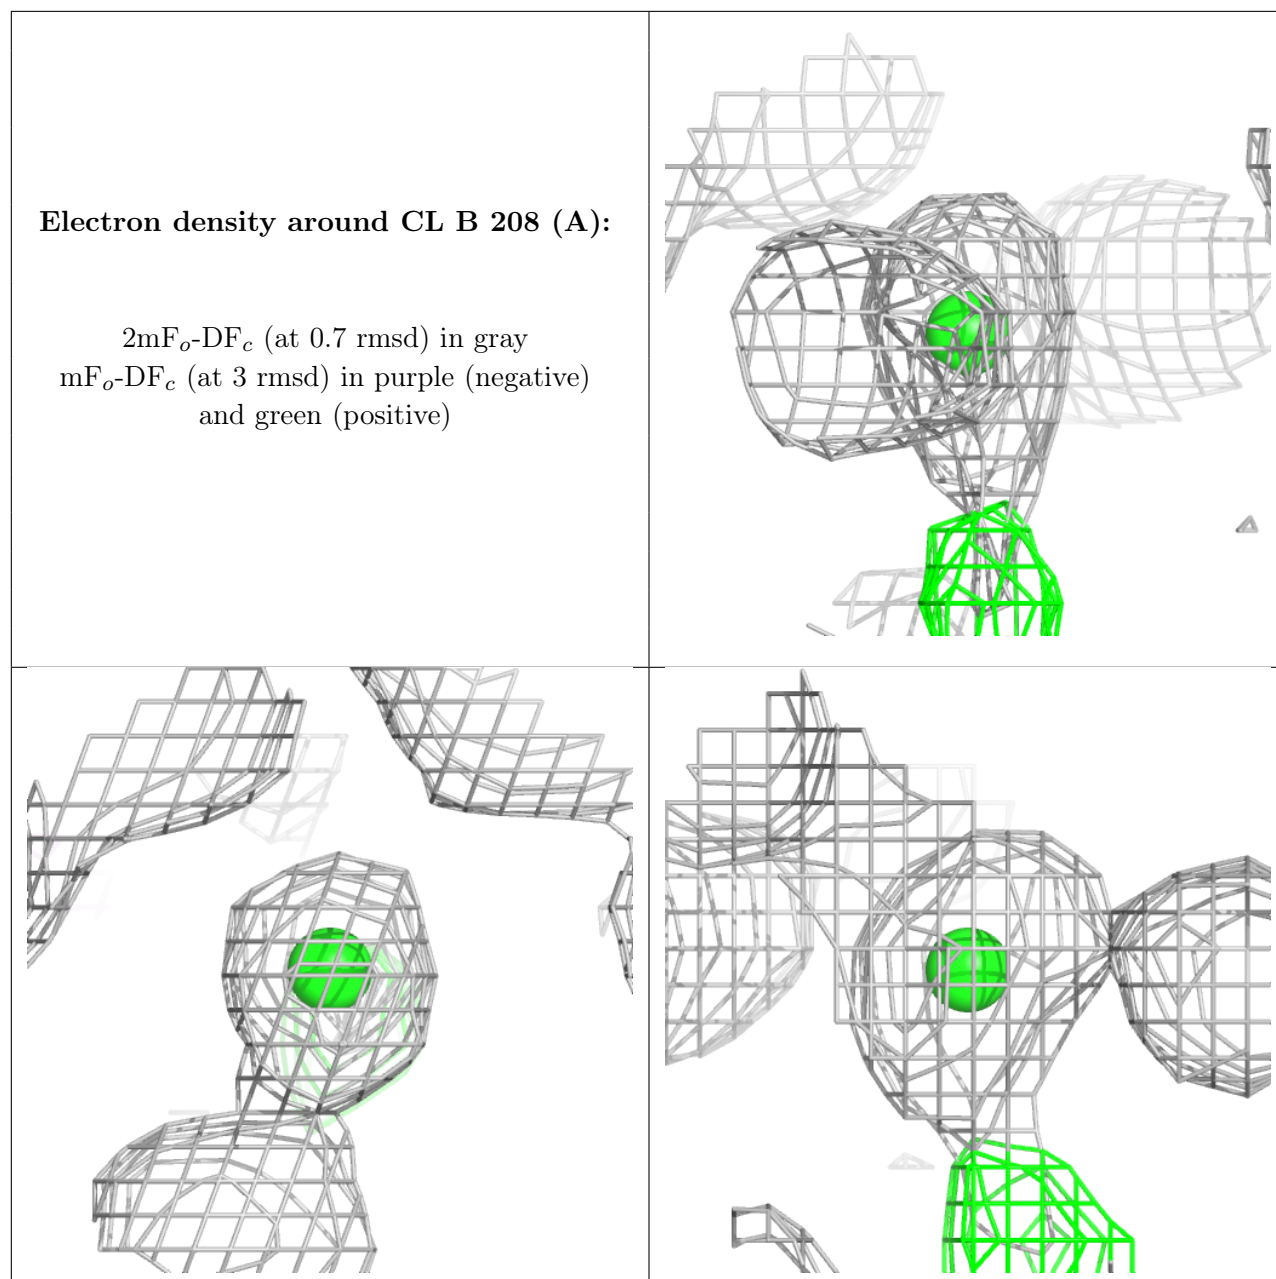 Electron density around CL B 208 (A):
2mFₒ-DF𝑐 (at 0.7 rmsd) in gray
mFₒ-DF𝑐 (at 3 rmsd) in purple (negative)
and green (positive)